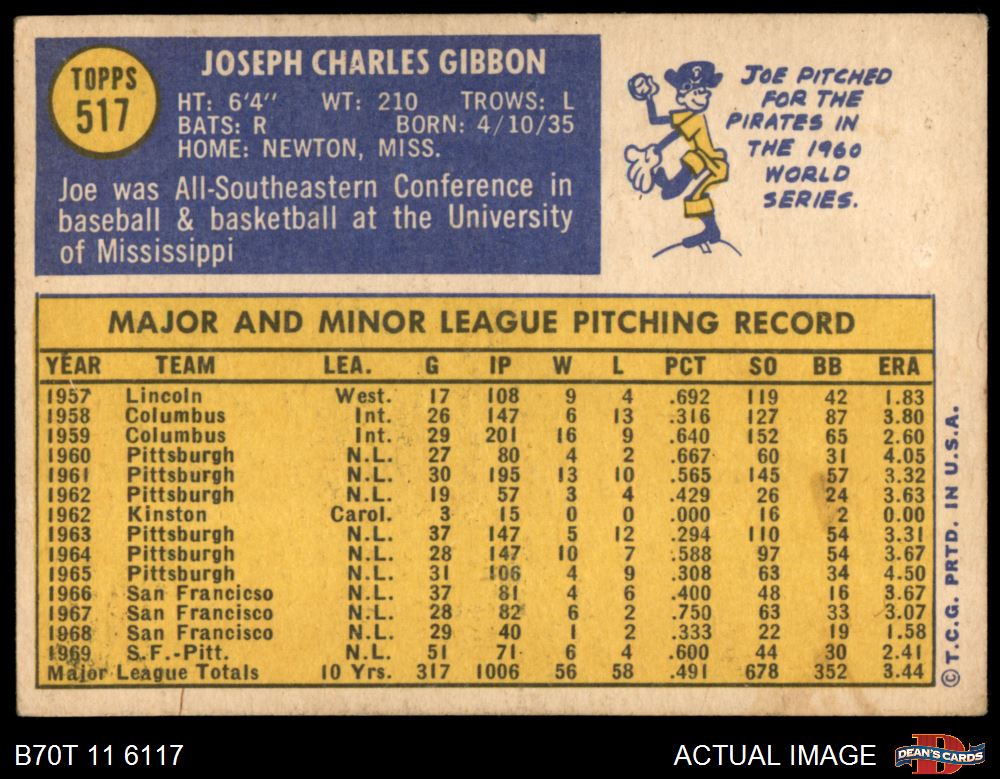 TOPPS
517
JOSEPH CHARLES GIBBON
HT: 6'4" WT: 210 TROWS: L
BATS: R BORN: 4/10/35
HOME: NEWTON, MISS.
Joe was All-Southeastern Conference in
baseball & basketball at the University
of Mississippi
JOE PITCHED
FOR THE
PIRATES IN
THE 1960
WORLD
SERIES.
P
MAJOR AND MINOR LEAGUE PITCHING RECORD
YEAR TEAM LEA. G IP W L PCT SO BB ERA
1957 Lincoln West. 17 108 9 4 .692 119 42 1.83
1958 Columbus Int. 26 147 6 13 .316 127 87 3.80
1959 Columbus Int. 29 201 16 9 .640 152 65 2.60
1960 Pittsburgh N.L. 27 80 4 2 .667 60 31 4.05
1961 Pittsburgh N.L. 30 195 13 10 .565 145 57 3.32
1962 Pittsburgh N.L. 19 57 3 4 .429 26 24 3.63
1962 Kinston Carol. 3 15 0 0 .000 16 2 0.00
1963 Pittsburgh N.L. 37 147 5 12 .294 110 54 3.31
1964 Pittsburgh N.L. 28 147 10 7 .588 97 54 3.67
1965 Pittsburgh N.L. 31 106 4 9 .308 63 34 4.50
1966 San Francicso N.L. 37 81 4 6 .400 48 16 3.67
1967 San Francisco N.L. 28 82 6 2 .750 63 33 3.07
1968 San Francisco N.L. 29 40 1 2 .333 22 19 1.58
1969 S.F.-Pitt. N.L. 51 71 6 4 .600 44 30 2.41
Major League Totals 10 Yrs. 317 1006 56 58 .491 678 352 3.44
© T.C.G. PRTD. IN U.S.A.
B70T 11 6117
ACTUAL IMAGE
D
DEAN'S CARDS